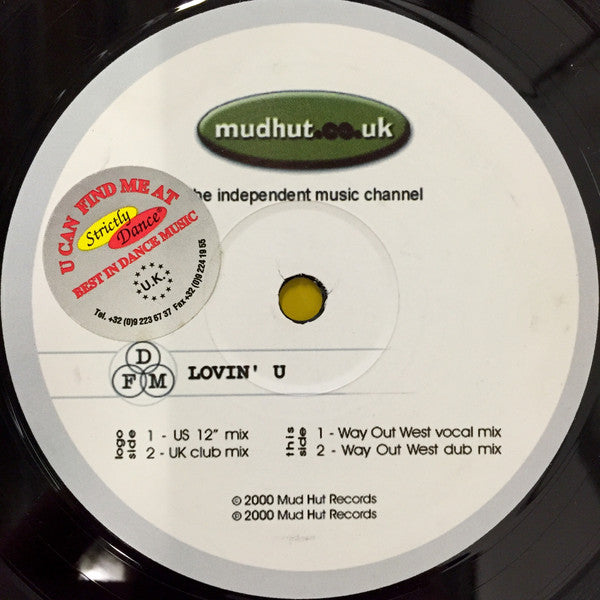 mudhut.co.uk
he independent music channel
U CAN FIND ME AT
Strictly
Dance
BEST IN DANCE MUSIC
U.K.
Tel. +32 (0)9 223 57 37 Fax +32 (0)9 224 19 55
D
F M
LOVIN' U
logo side
1 - US 12" mix
2 - UK club mix
this side
1 - Way Out West vocal mix
2 - Way Out West dub mix
© 2000 Mud Hut Records
℗ 2000 Mud Hut Records